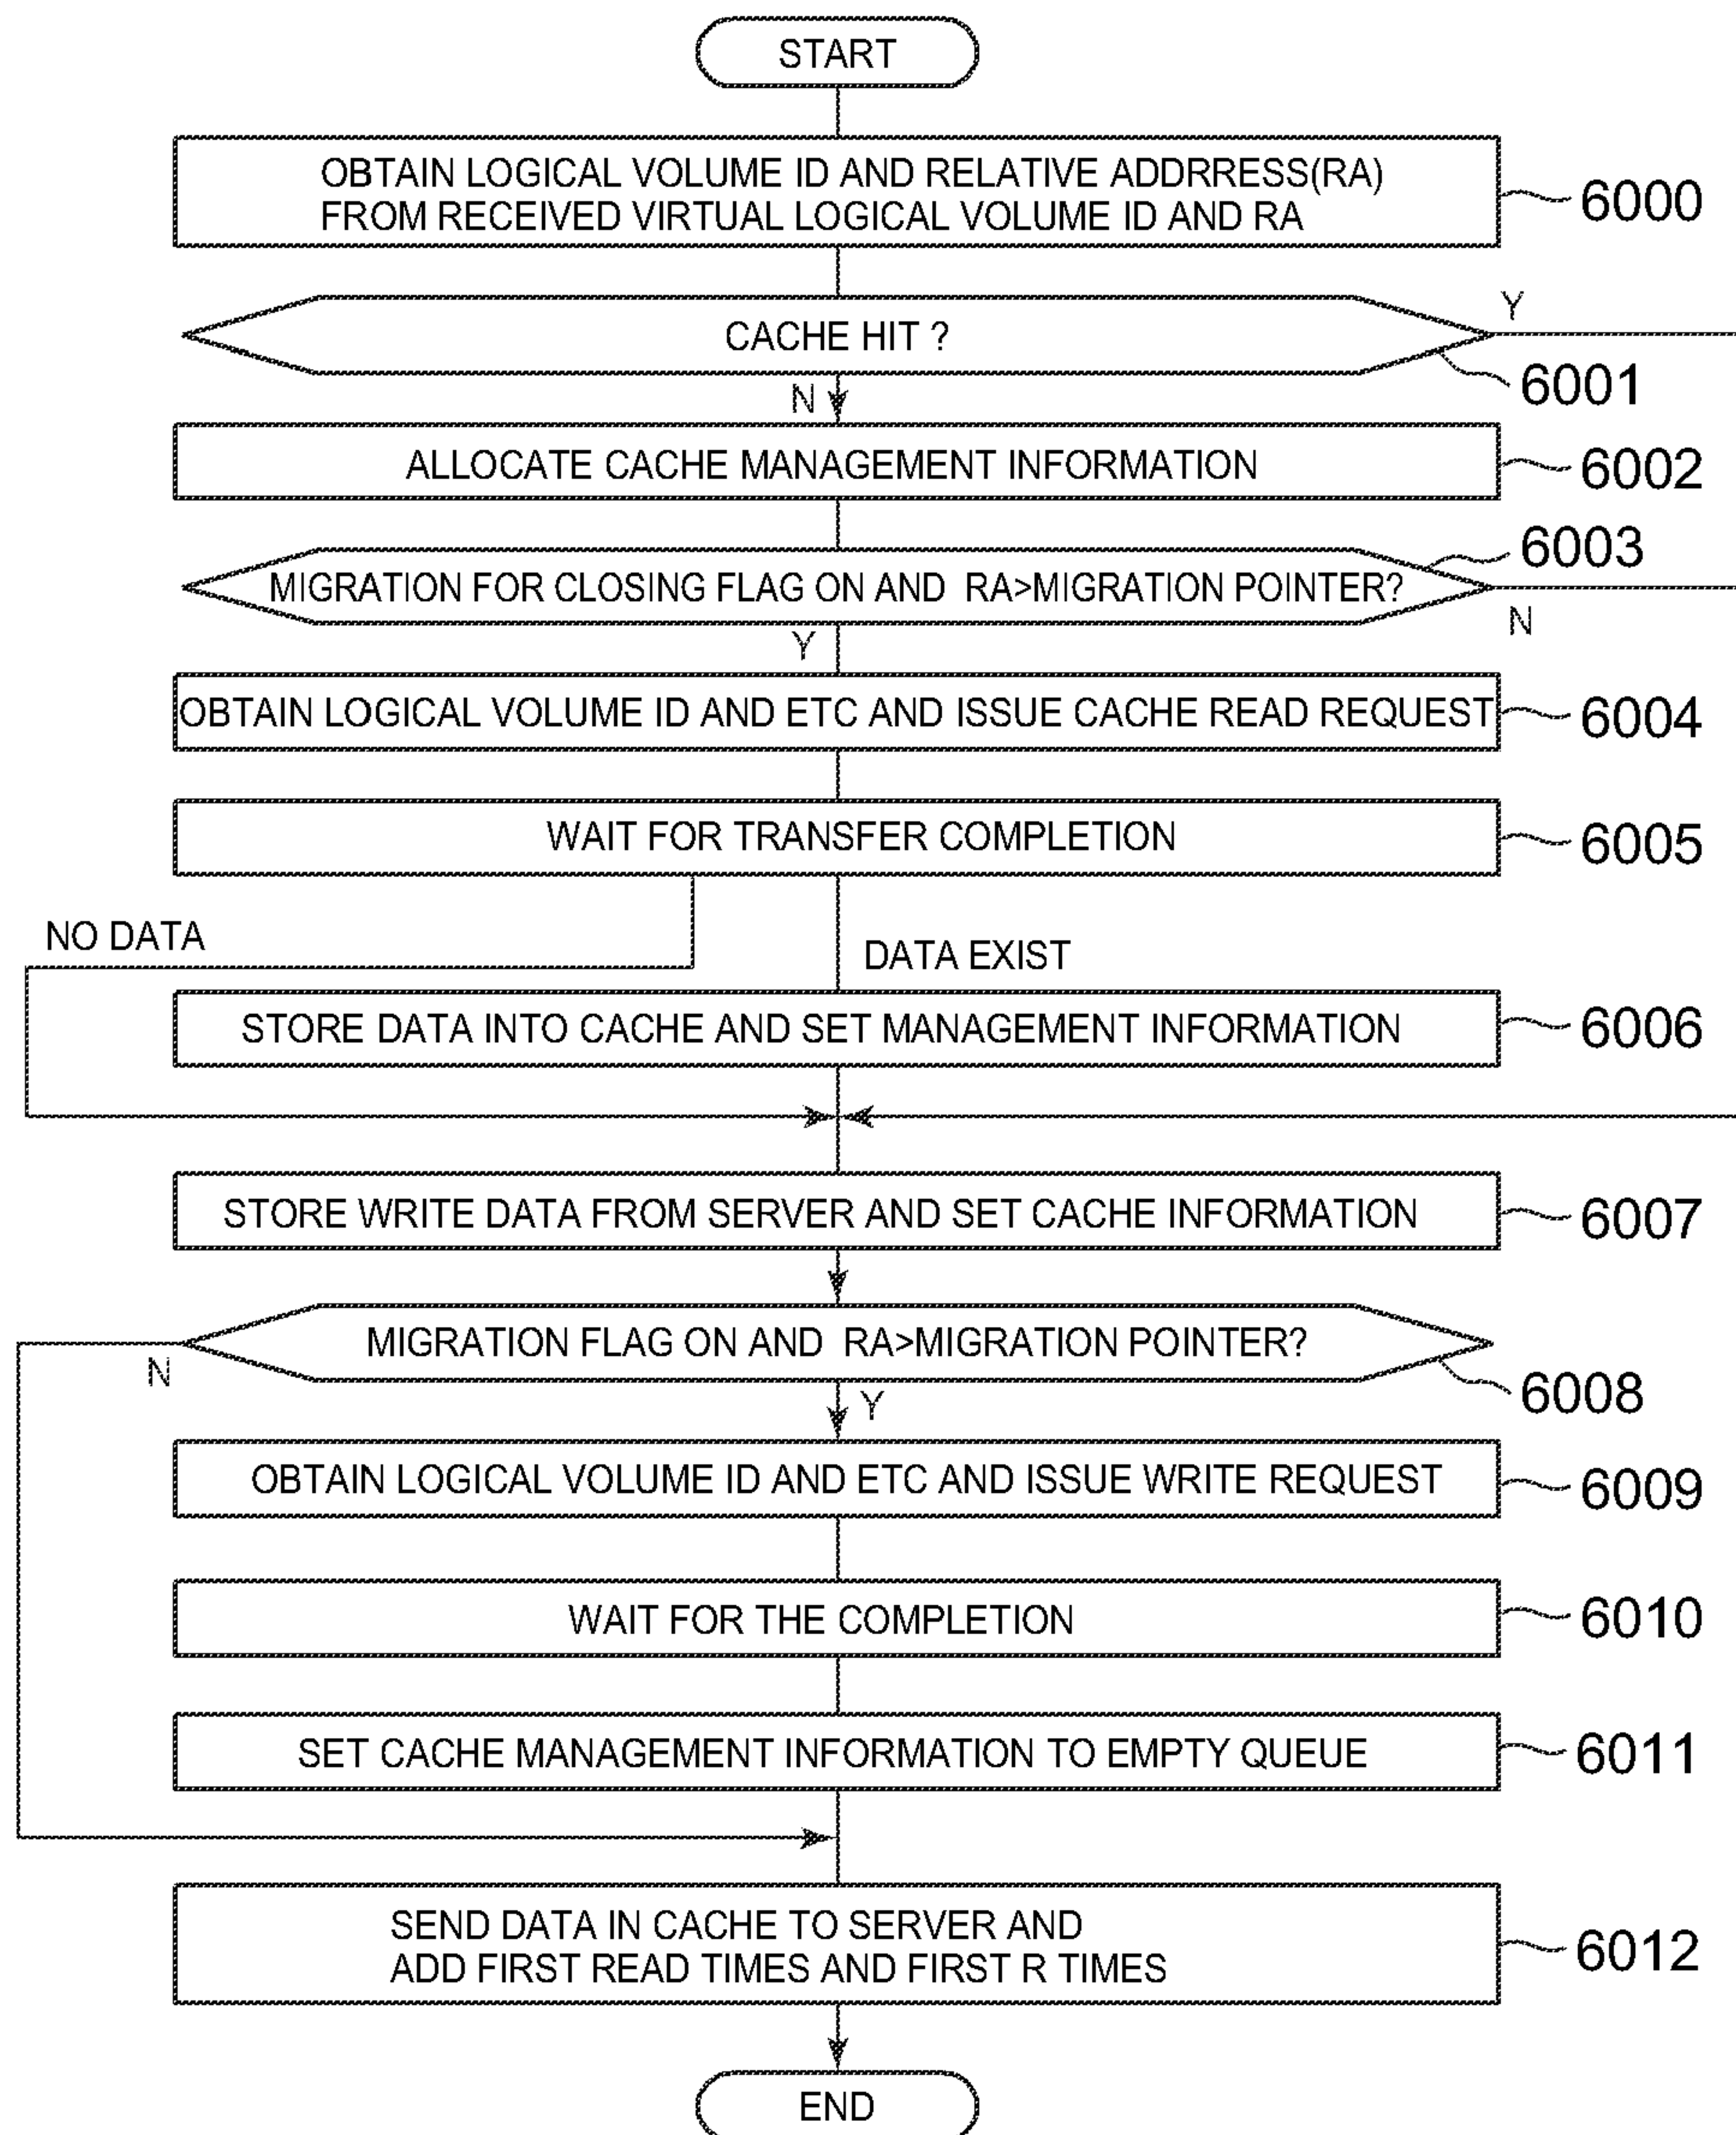 START
OBTAIN LOGICAL VOLUME ID AND RELATIVE ADDRRESS(RA)
FROM RECEIVED VIRTUAL LOGICAL VOLUME ID AND RA
6000
CACHE HIT ?
Y
6001
N
ALLOCATE CACHE MANAGEMENT INFORMATION
6002
6003
MIGRATION FOR CLOSING FLAG ON AND RA>MIGRATION POINTER?
N
Y
OBTAIN LOGICAL VOLUME ID AND ETC AND ISSUE CACHE READ REQUEST
6004
WAIT FOR TRANSFER COMPLETION
6005
NO DATA
DATA EXIST
STORE DATA INTO CACHE AND SET MANAGEMENT INFORMATION
6006
STORE WRITE DATA FROM SERVER AND SET CACHE INFORMATION
6007
MIGRATION FLAG ON AND RA>MIGRATION POINTER?
N
6008
Y
OBTAIN LOGICAL VOLUME ID AND ETC AND ISSUE WRITE REQUEST
6009
WAIT FOR THE COMPLETION
6010
SET CACHE MANAGEMENT INFORMATION TO EMPTY QUEUE
6011
SEND DATA IN CACHE TO SERVER AND
ADD FIRST READ TIMES AND FIRST R TIMES
6012
END